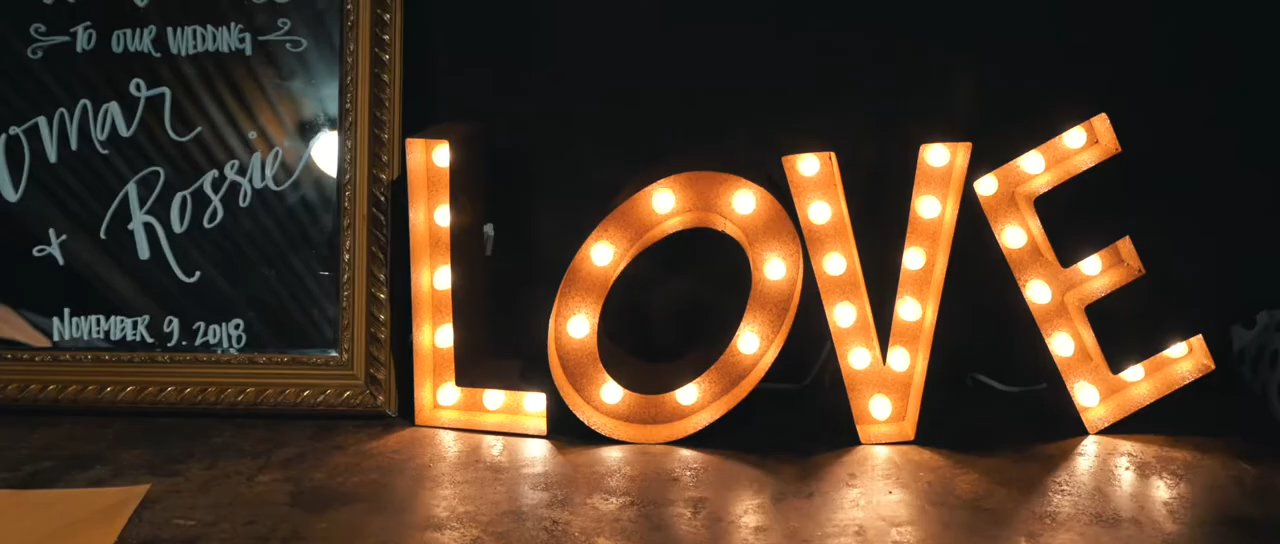 TO OUR WEDDING
omar
& Rossie
NOVEMBER 9. 2018
LOVE